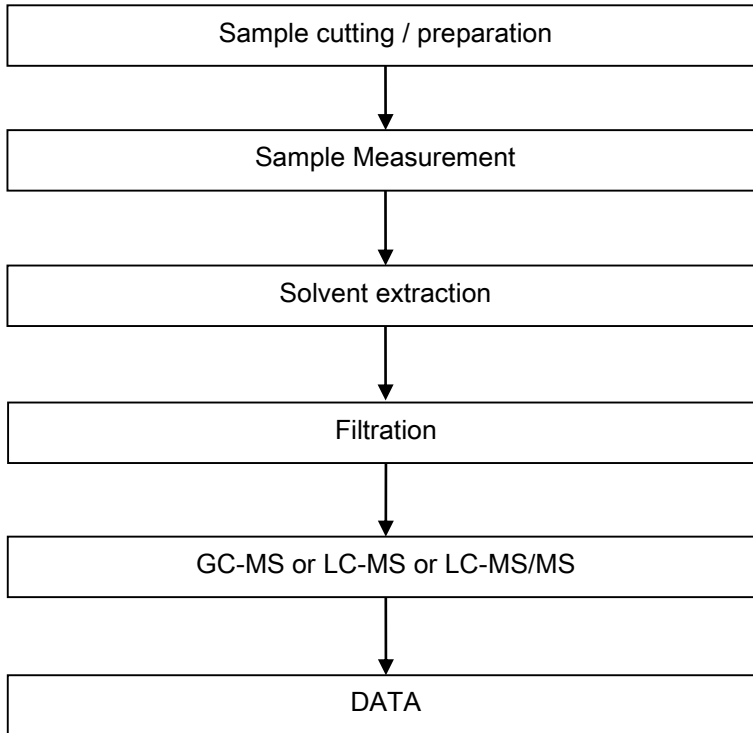 Sample cutting / preparation
Sample Measurement
Solvent extraction
Filtration
GC-MS or LC-MS or LC-MS/MS
DATA